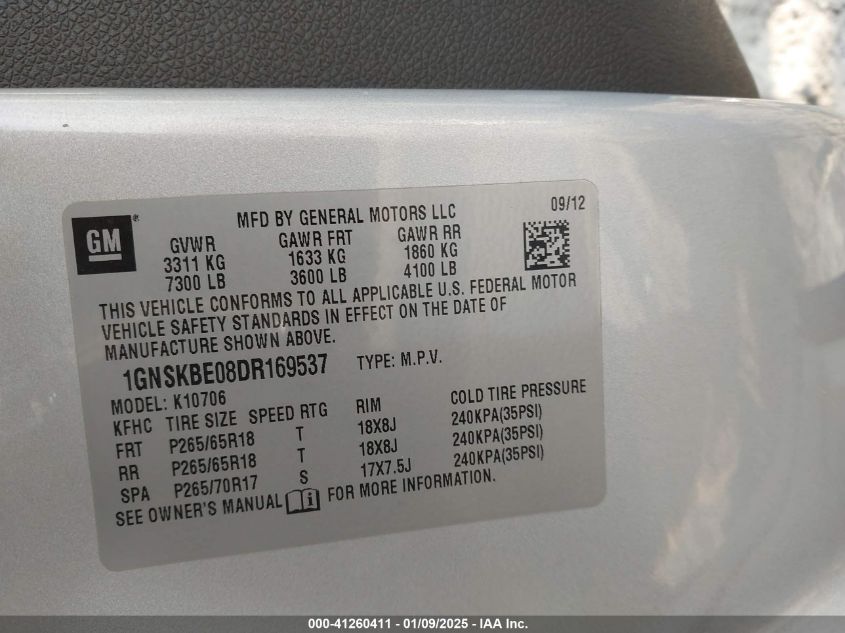 GM
MFD BY GENERAL MOTORS LLC 09/12
GVWR GAWR FRT GAWR RR
3311 KG 1633 KG 1860 KG
7300 LB 3600 LB 4100 LB
THIS VEHICLE CONFORMS TO ALL APPLICABLE U.S. FEDERAL MOTOR
VEHICLE SAFETY STANDARDS IN EFFECT ON THE DATE OF
MANUFACTURE SHOWN ABOVE.
1GNSKBE08DR169537 TYPE: M.P.V.
MODEL: K10706
KFHC TIRE SIZE SPEED RTG RIM COLD TIRE PRESSURE
FRT P265/65R18 T 18X8J 240KPA(35PSI)
RR P265/65R18 T 18X8J 240KPA(35PSI)
SPA P265/70R17 S 17X7.5J 240KPA(35PSI)
SEE OWNER'S MANUAL FOR MORE INFORMATION.
000-41260411 - 01/09/2025 - IAA Inc.